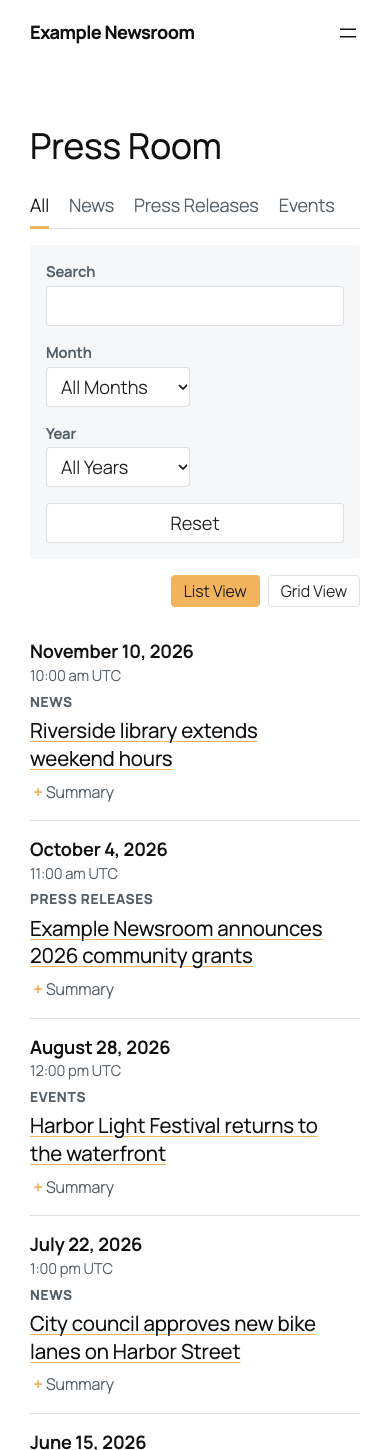 Example Newsroom
Press Room
All News Press Releases Events
Search
Month
All Months
Year
All Years
Reset
List View Grid View
November 10, 2026
10:00 am UTC
NEWS
Riverside library extends
weekend hours
+ Summary
October 4, 2026
11:00 am UTC
PRESS RELEASES
Example Newsroom announces
2026 community grants
+ Summary
August 28, 2026
12:00 pm UTC
EVENTS
Harbor Light Festival returns to
the waterfront
+ Summary
July 22, 2026
1:00 pm UTC
NEWS
City council approves new bike
lanes on Harbor Street
+ Summary
June 15, 2026